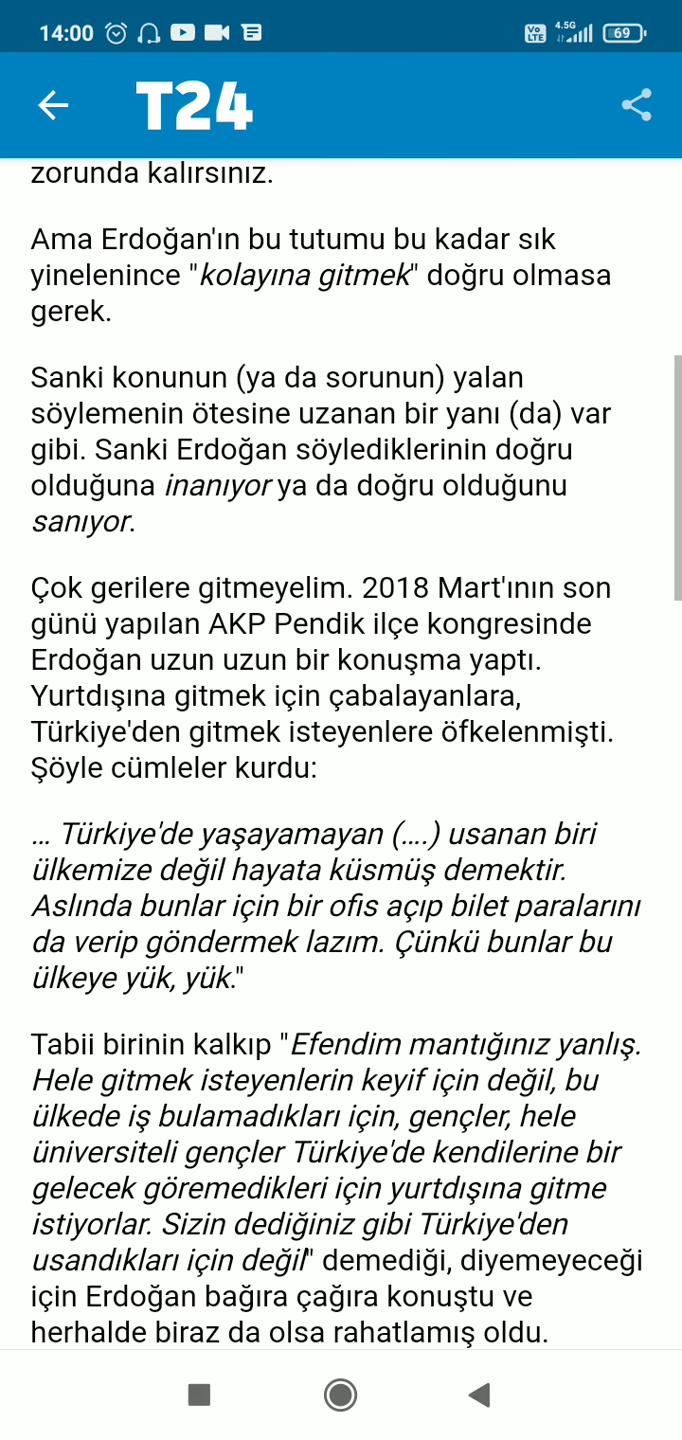 14:00
Vo LTE
4.5G
69
T24
zorunda kalırsınız.
Ama Erdoğan'ın bu tutumu bu kadar sık
yinelenince "kolayına gitmek" doğru olmasa
gerek.
Sanki konunun (ya da sorunun) yalan
söylemenin ötesine uzanan bir yanı (da) var
gibi. Sanki Erdoğan söylediklerinin doğru
olduğuna inanıyor ya da doğru olduğunu
sanıyor.
Çok gerilere gitmeyelim. 2018 Mart'ının son
günü yapılan AKP Pendik ilçe kongresinde
Erdoğan uzun uzun bir konuşma yaptı.
Yurtdışına gitmek için çabalayanlara,
Türkiye'den gitmek isteyenlere öfkelenmişti.
Şöyle cümleler kurdu:
... Türkiye'de yaşayamayan (....) usanan biri
ülkemize değil hayata küsmüş demektir.
Aslında bunlar için bir ofis açıp bilet paralarını
da verip göndermek lazım. Çünkü bunlar bu
ülkeye yük, yük."
Tabii birinin kalkıp "Efendim mantığınız yanlış.
Hele gitmek isteyenlerin keyif için değil, bu
ülkede iş bulamadıkları için, gençler, hele
üniversiteli gençler Türkiye'de kendilerine bir
gelecek göremedikleri için yurtdışına gitme
istiyorlar. Sizin dediğiniz gibi Türkiye'den
usandıkları için değil" demediği, diyemeyeceği
için Erdoğan bağıra çağıra konuştu ve
herhalde biraz da olsa rahatlamış oldu.